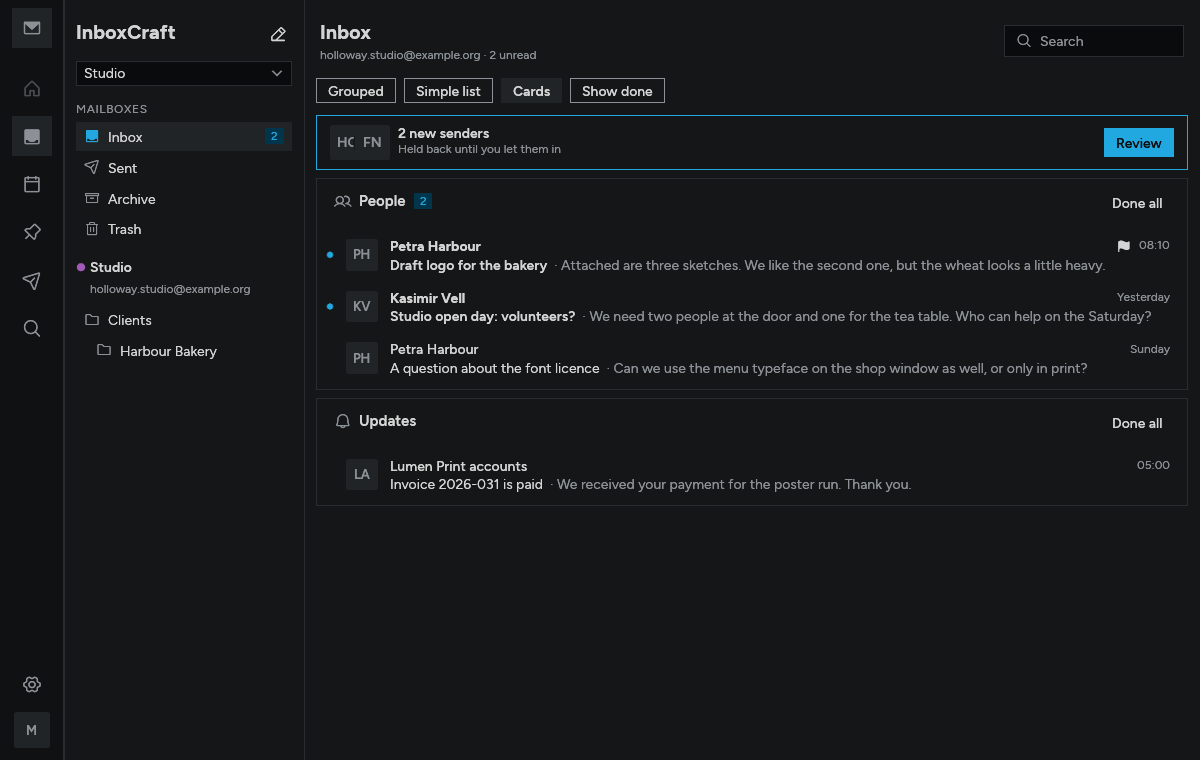 InboxCraft
Studio
MAILBOXES
Inbox 2
Sent
Archive
Trash
Studio
holloway.studio@example.org
Clients
Harbour Bakery
M
Inbox
holloway.studio@example.org · 2 unread
Search
Grouped Simple list Cards Show done
FN
2 new senders
Held back until you let them in
Review
People 2
Done all
PH
Petra Harbour
08:10
Draft logo for the bakery · Attached are three sketches. We like the second one, but the wheat looks a little heavy.
KV
Kasimir Vell
Yesterday
Studio open day: volunteers? · We need two people at the door and one for the tea table. Who can help on the Saturday?
PH
Petra Harbour
Sunday
A question about the font licence · Can we use the menu typeface on the shop window as well, or only in print?
Updates
Done all
LA
Lumen Print accounts
05:00
Invoice 2026-031 is paid · We received your payment for the poster run. Thank you.